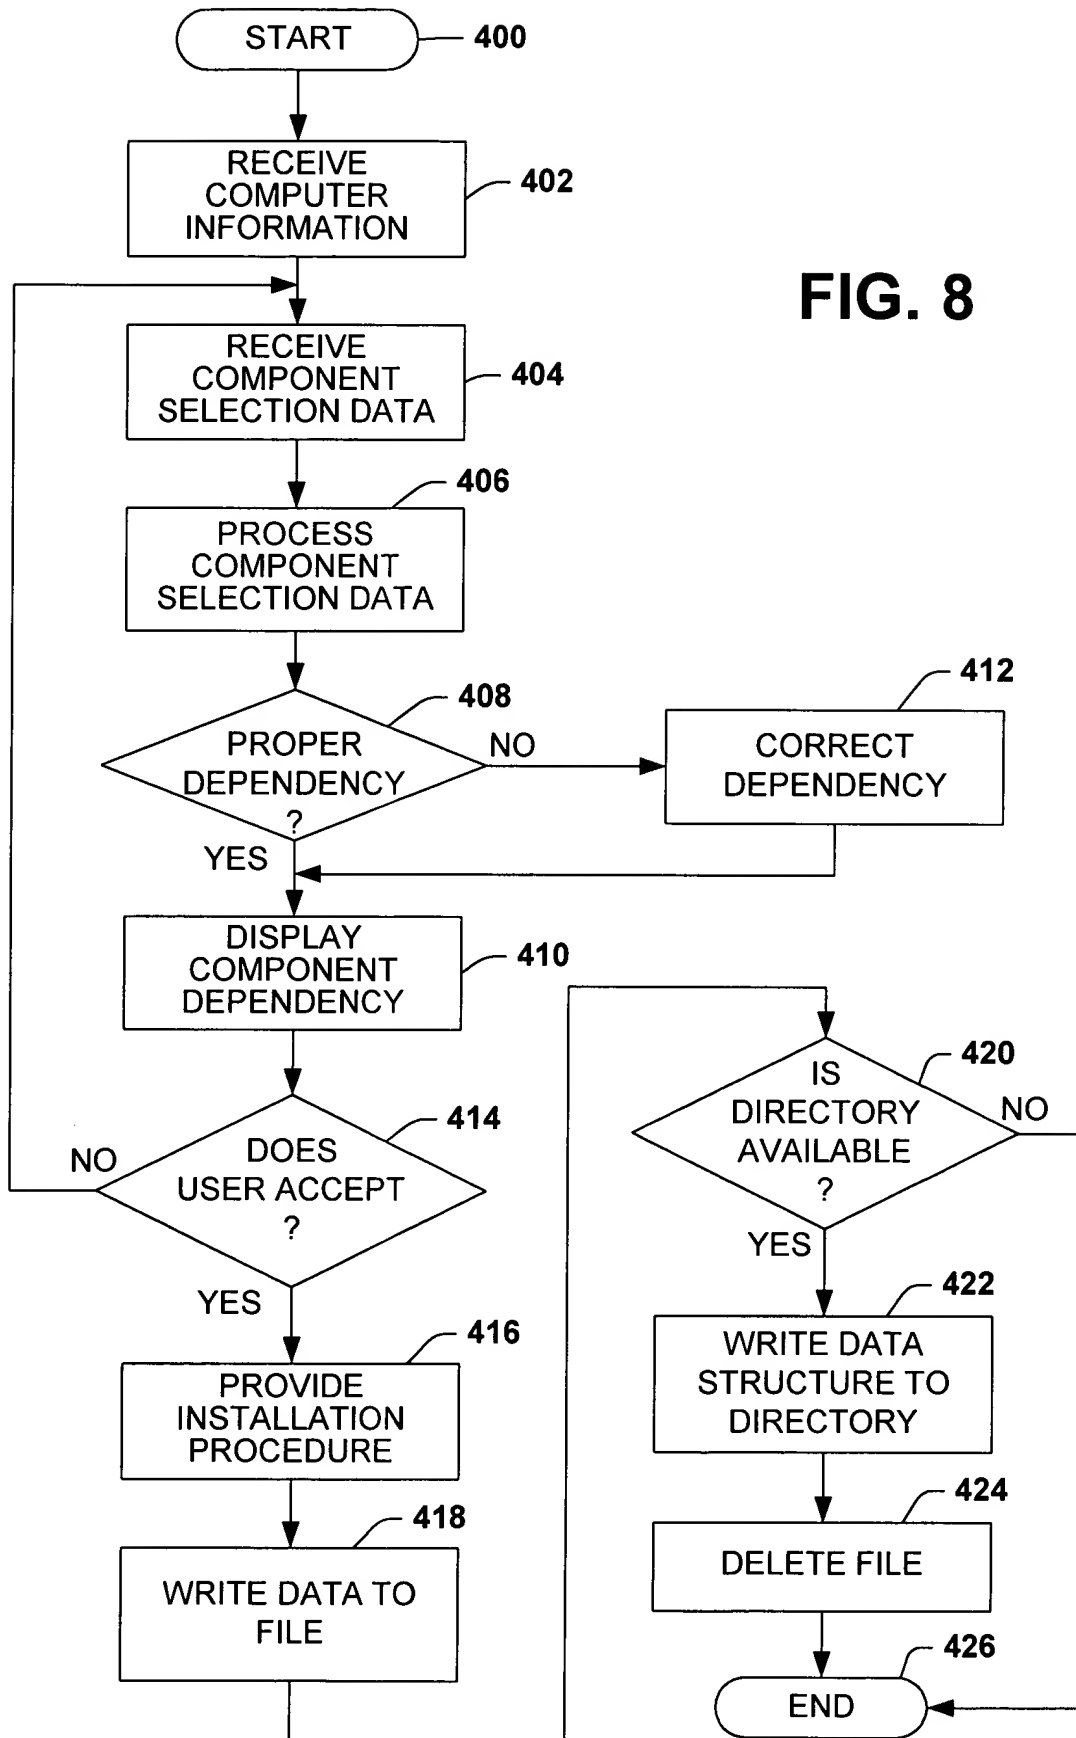 START
400
RECEIVE
COMPUTER
INFORMATION
402
FIG. 8
RECEIVE
COMPONENT
SELECTION DATA
404
406
PROCESS
COMPONENT
SELECTION DATA
408
PROPER
DEPENDENCY
?
NO
412
CORRECT
DEPENDENCY
YES
DISPLAY
COMPONENT
DEPENDENCY
410
414
DOES
USER ACCEPT
?
NO
YES
416
PROVIDE
INSTALLATION
PROCEDURE
418
WRITE DATA TO
FILE
420
IS
DIRECTORY
AVAILABLE
?
NO
YES
422
WRITE DATA
STRUCTURE TO
DIRECTORY
424
DELETE FILE
426
END